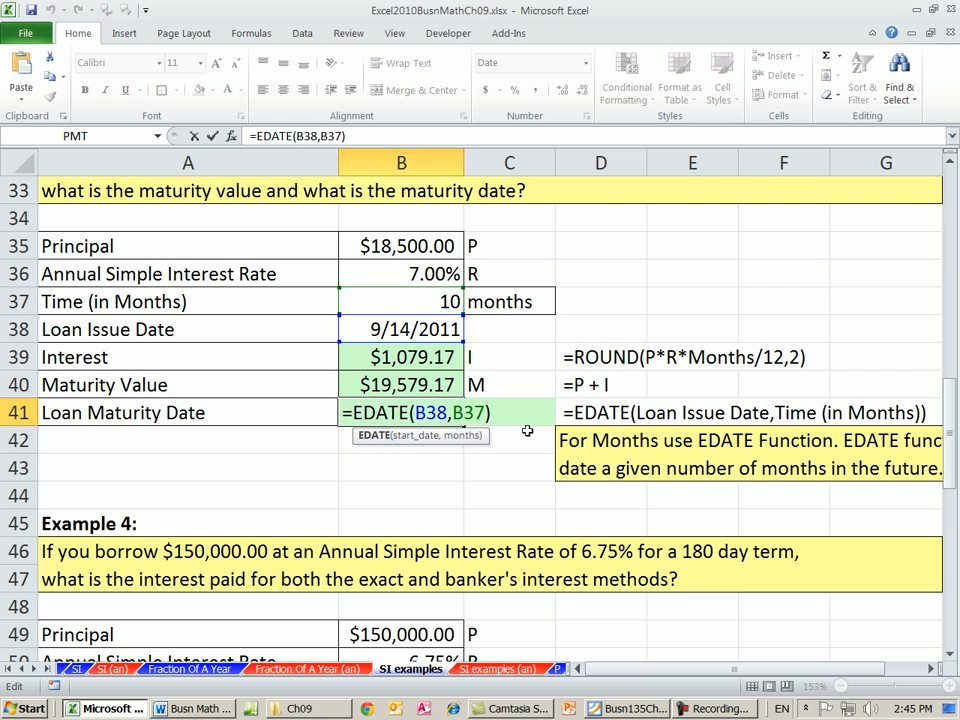 Excel2010BusnMathCh09.xlsx - Microsoft Excel
File Home Insert Page Layout Formulas Data Review View Developer Add-Ins
Paste
Calibri 11
B I U
Wrap Text
Merge & Center
Date
$ % ,
Conditional Formatting
Format as Table
Cell Styles
Insert
Delete
Format
Sort & Filter
Find & Select
Clipboard Font Alignment Number Styles Cells Editing
PMT =EDATE(B38,B37)
A B C D E F G
33 what is the maturity value and what is the maturity date?
34
35 Principal $18,500.00 P
36 Annual Simple Interest Rate 7.00% R
37 Time (in Months) 10 months
38 Loan Issue Date 9/14/2011
39 Interest $1,079.17 I =ROUND(P*R*Months/12,2)
40 Maturity Value $19,579.17 M =P + I
41 Loan Maturity Date =EDATE(B38,B37) =EDATE(Loan Issue Date,Time (in Months))
EDATE(start_date, months)
42 For Months use EDATE Function. EDATE func
43 date a given number of months in the future.
44
45 Example 4:
46 If you borrow $150,000.00 at an Annual Simple Interest Rate of 6.75% for a 180 day term,
47 what is the interest paid for both the exact and banker's interest methods?
48
49 Principal $150,000.00 P
50 Annual Simple Interest Rate 6.75% R
SI SI (an) Fraction Of A Year Fraction Of A Year (an) SI examples SI examples (an) P
Edit 153%
Start Microsoft ... Busn Math ... Ch09 Camtasia S... Busn135Ch... Recording... EN 2:45 PM